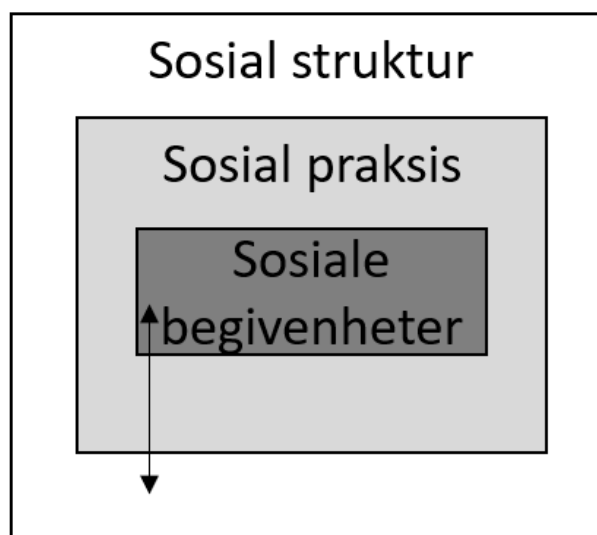 Sosial struktur
Sosial praksis
Sosiale
begivenheter